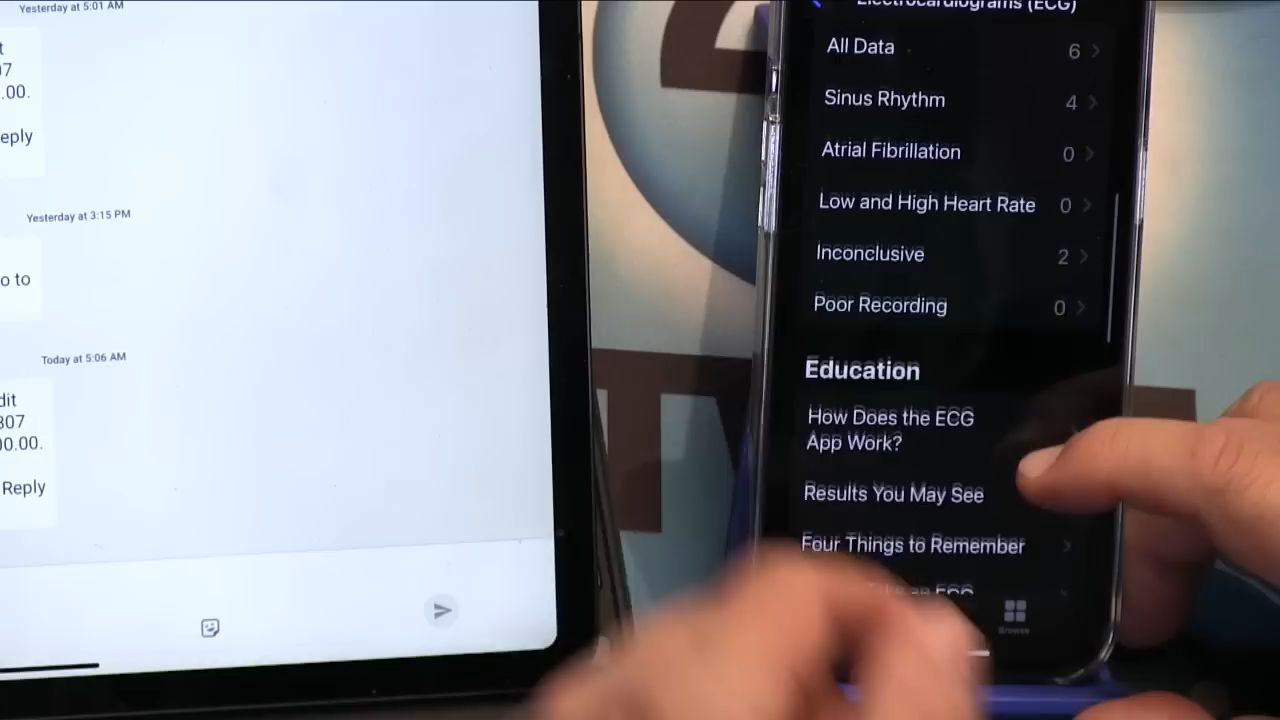 Yesterday at 5:01 AM
t
07
.00.
eply
Yesterday at 3:15 PM
o to
Today at 5:06 AM
dit
307
00.00.
Reply
Electrocardiograms (ECG)
All Data 6
Sinus Rhythm 4
Atrial Fibrillation 0
Low and High Heart Rate 0
Inconclusive 2
Poor Recording 0
Education
How Does the ECG
App Work?
Results You May See
Four Things to Remember
an ECG
Browse